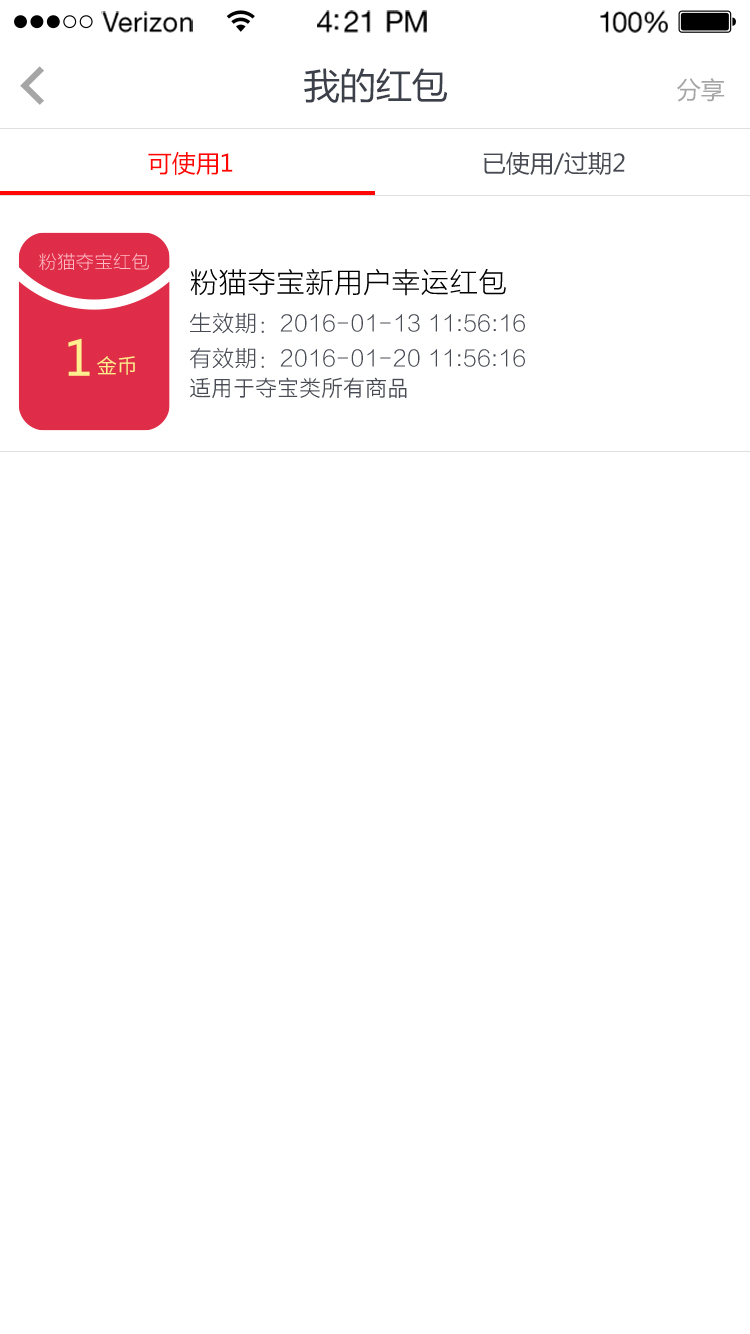 Verizon 4:21 PM 100%
我的红包 分享
可使用1 已使用/过期2
粉猫夺宝红包
1金币
粉猫夺宝新用户幸运红包
生效期：2016-01-13 11:56:16
有效期：2016-01-20 11:56:16
适用于夺宝类所有商品